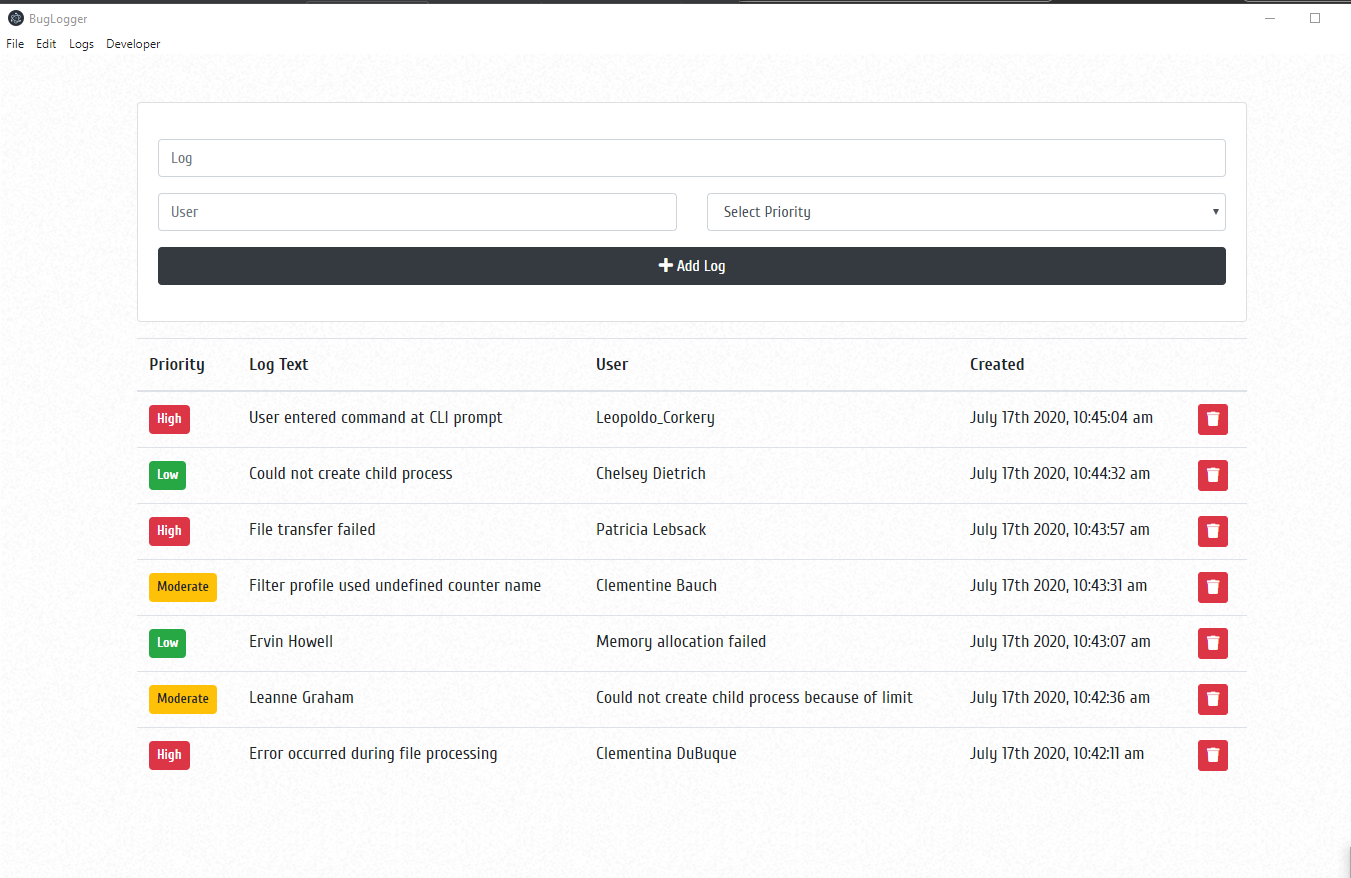 BugLogger
File Edit Logs Developer
Log
User Select Priority
Add Log
Priority Log Text User Created
High User entered command at CLI prompt Leopoldo_Corkery July 17th 2020, 10:45:04 am
Low Could not create child process Chelsey Dietrich July 17th 2020, 10:44:32 am
High File transfer failed Patricia Lebsack July 17th 2020, 10:43:57 am
Moderate Filter profile used undefined counter name Clementine Bauch July 17th 2020, 10:43:31 am
Low Ervin Howell Memory allocation failed July 17th 2020, 10:43:07 am
Moderate Leanne Graham Could not create child process because of limit July 17th 2020, 10:42:36 am
High Error occurred during file processing Clementina DuBuque July 17th 2020, 10:42:11 am